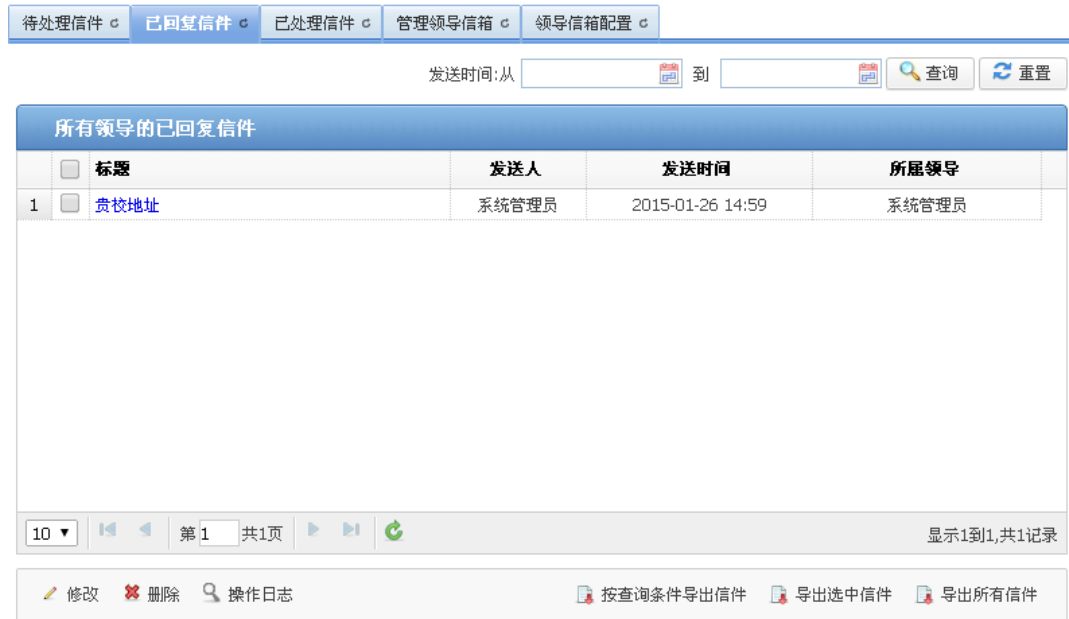 待处理信件 已回复信件 已处理信件 管理领导信箱 领导信箱配置
发送时间:从 到 查询 重置
所有领导的已回复信件
标题 发送人 发送时间 所属领导
1 贵校地址 系统管理员 2015-01-26 14:59 系统管理员
10 第 1 共1页 显示1到1,共1记录
修改 删除 操作日志 按查询条件导出信件 导出选中信件 导出所有信件